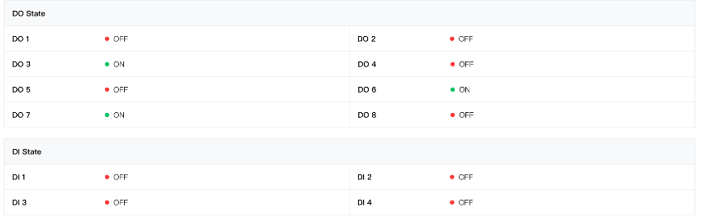 DO State
DO 1 OFF DO 2 OFF
DO 3 ON DO 4 OFF
DO 5 OFF DO 6 ON
DO 7 ON DO 8 OFF
DI State
DI 1 OFF DI 2 OFF
DI 3 OFF DI 4 OFF